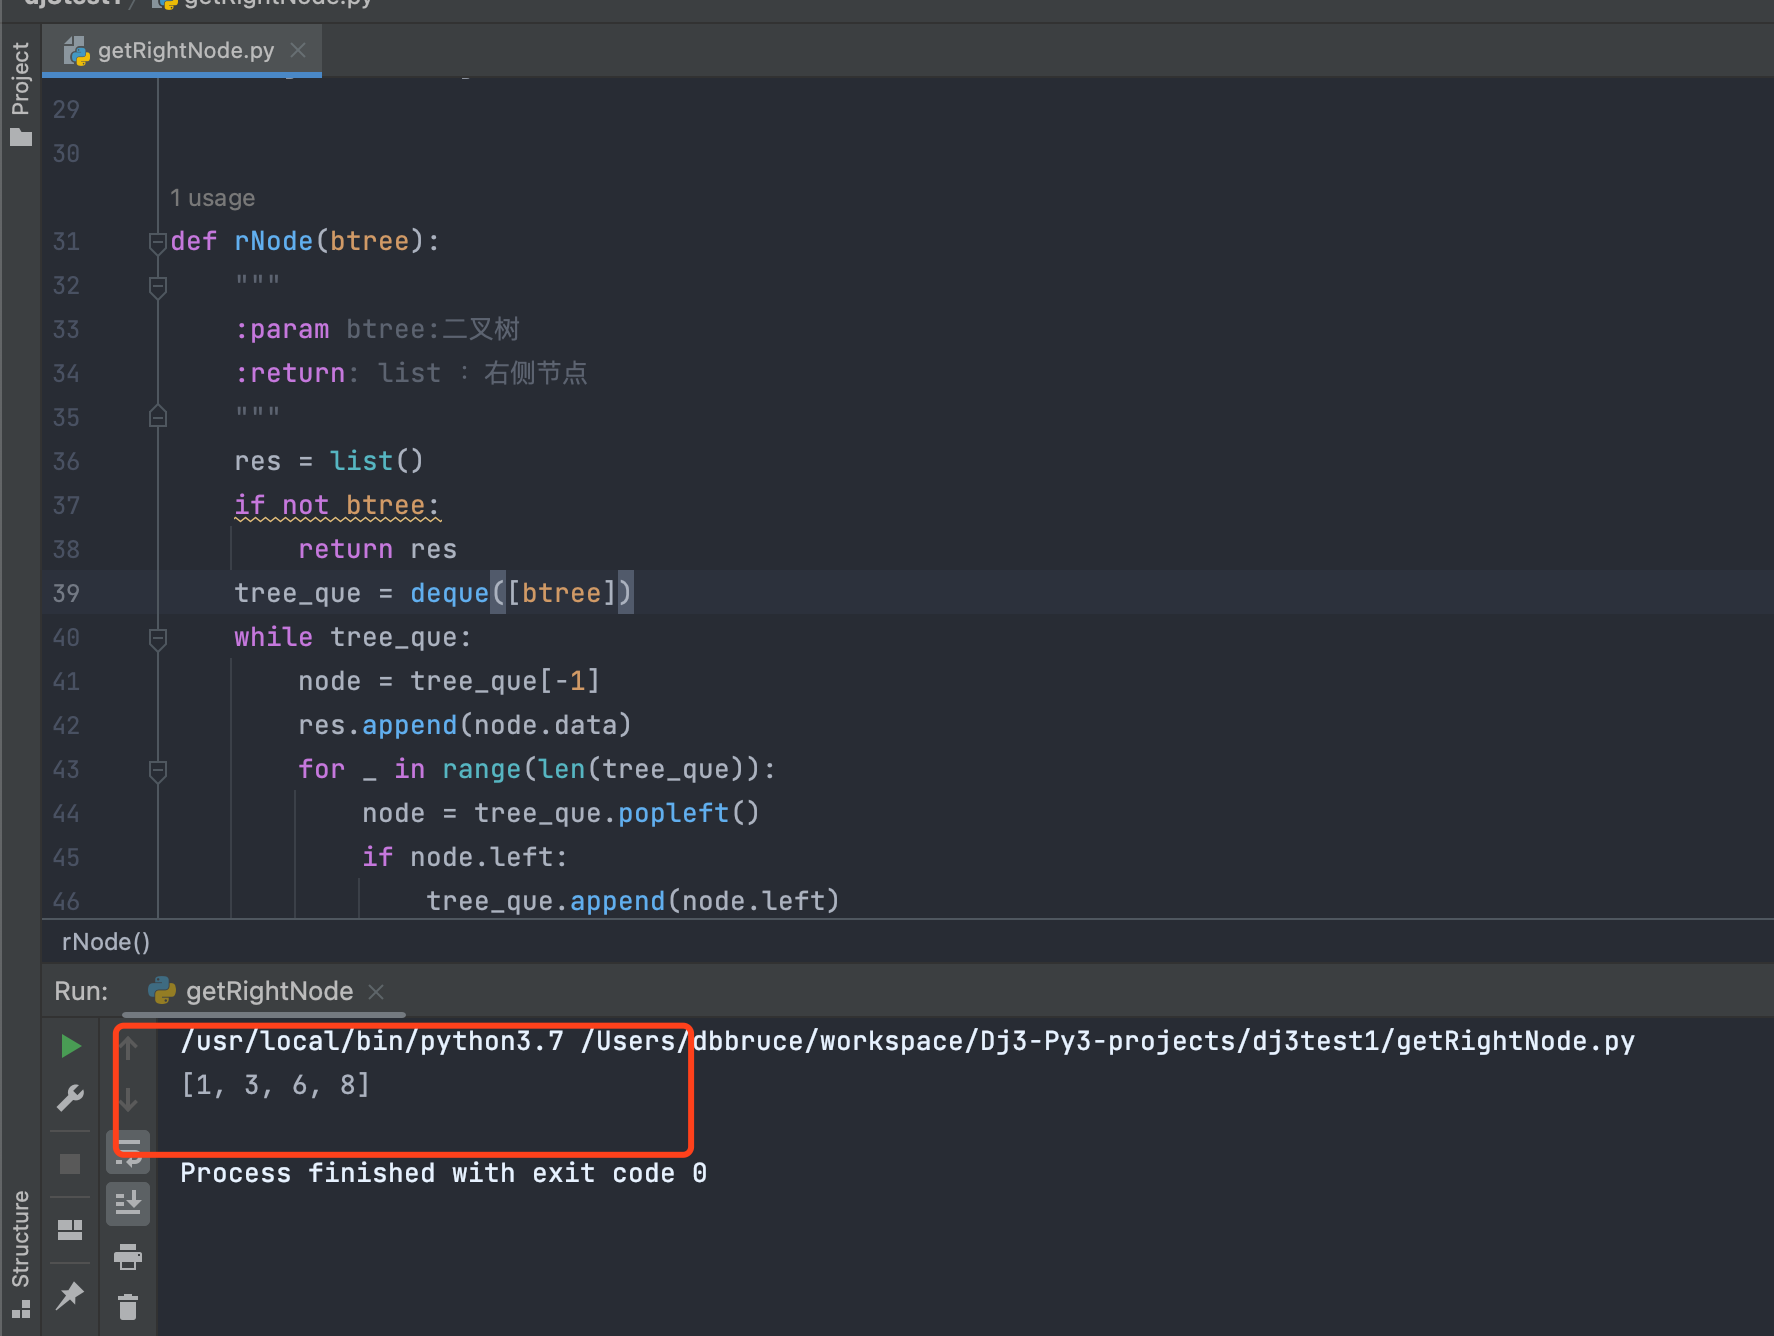 dj3test1 / getRightNode.py
Project
getRightNode.py
29
30
1 usage
31 def rNode(btree):
32 """
33 :param btree:二叉树
34 :return: list : 右侧节点
35 """
36 res = list()
37 if not btree:
38 return res
39 tree_que = deque([btree])
40 while tree_que:
41 node = tree_que[-1]
42 res.append(node.data)
43 for _ in range(len(tree_que)):
44 node = tree_que.popleft()
45 if node.left:
46 tree_que.append(node.left)
rNode()
Run: getRightNode
/usr/local/bin/python3.7 /Users/dbbruce/workspace/Dj3-Py3-projects/dj3test1/getRightNode.py
[1, 3, 6, 8]
Process finished with exit code 0
Structure